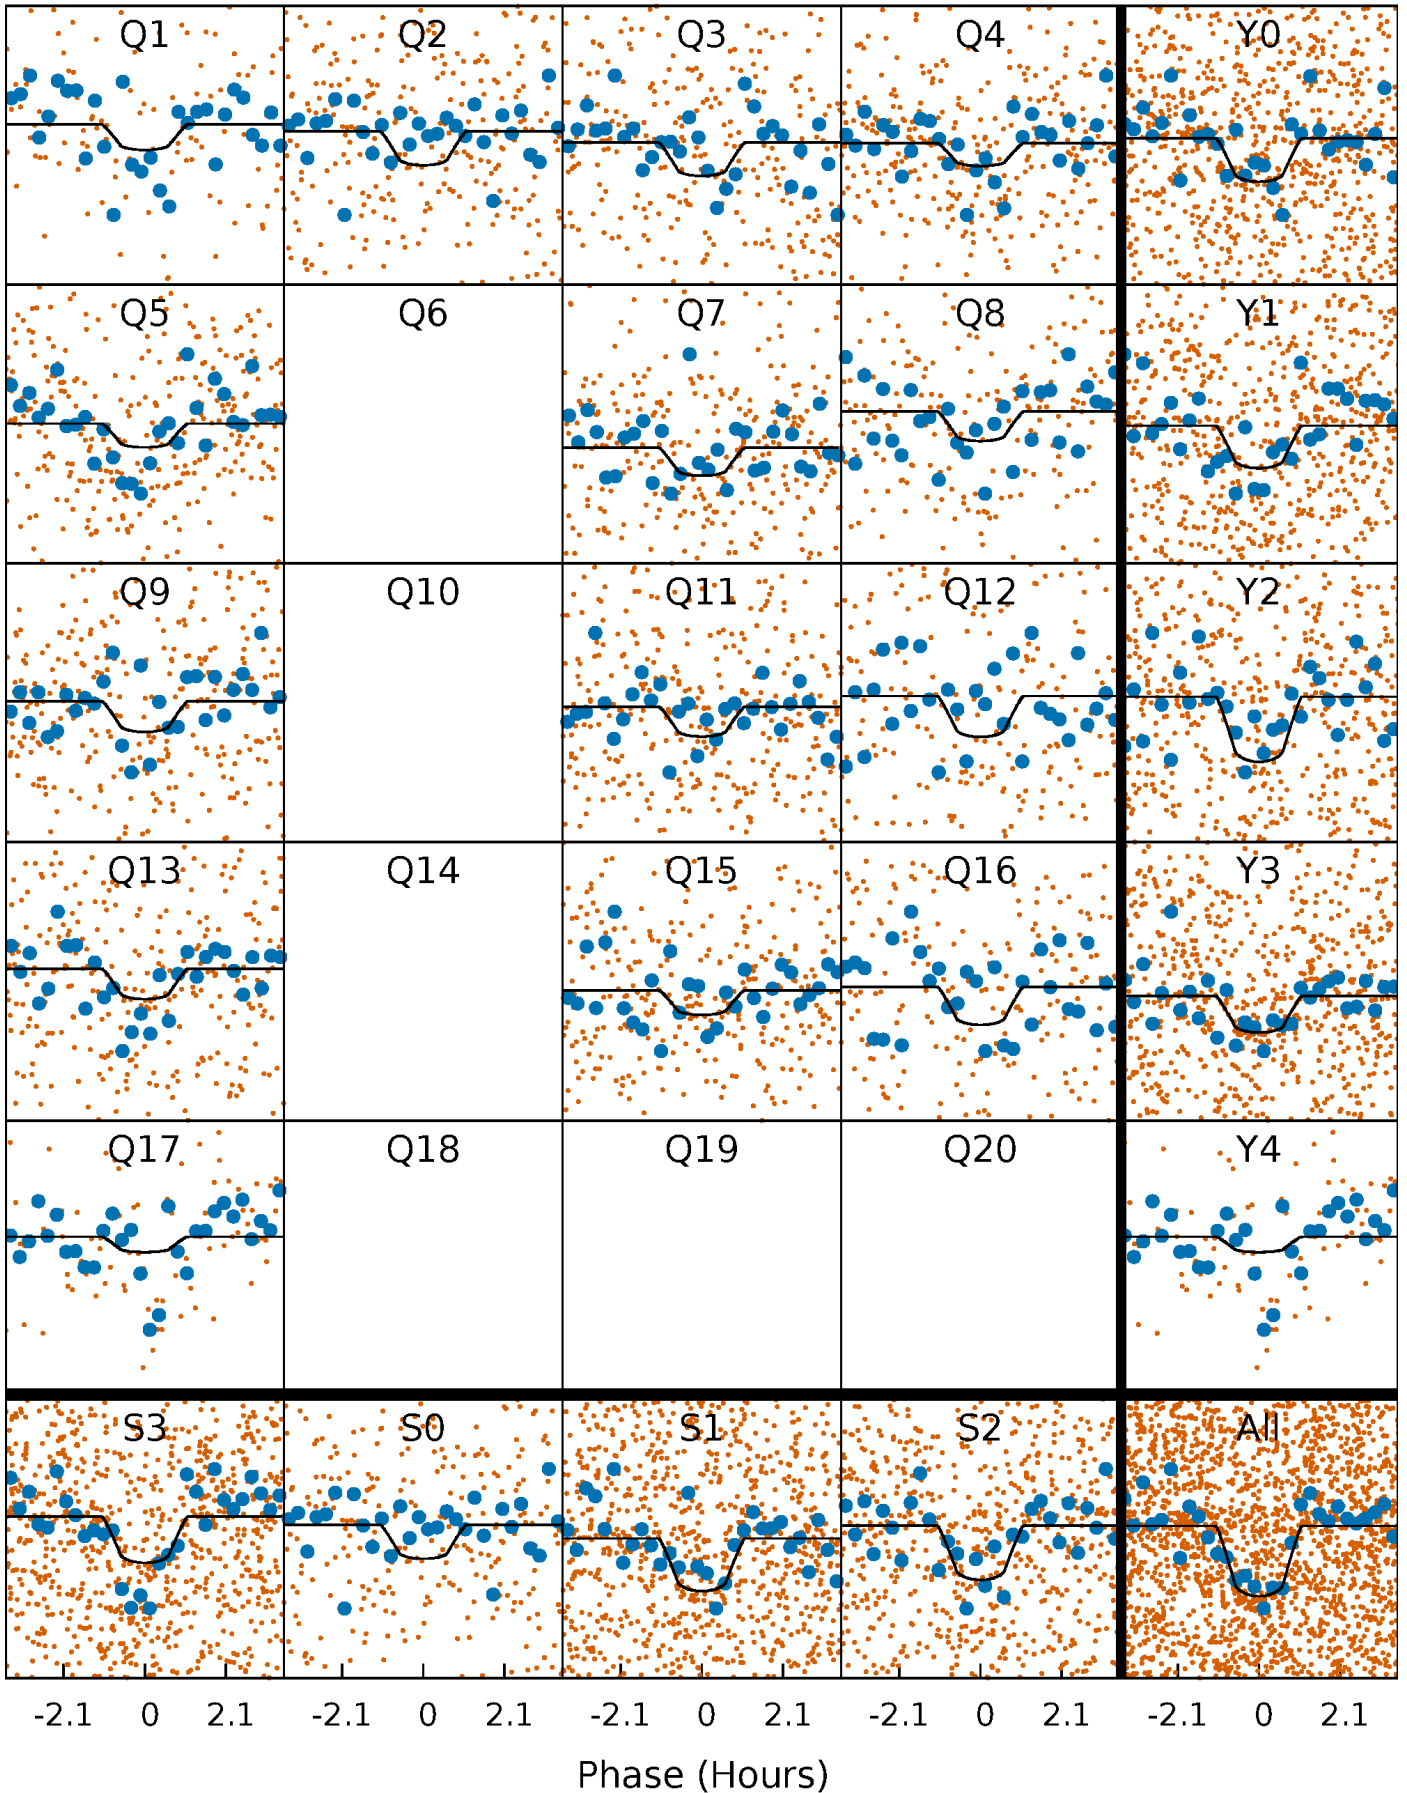 Q1 Q2 Q3 Q4 Y0
Q5 Q6 Q7 Q8 Y1
Q9 Q10 Q11 Q12 Y2
Q13 Q14 Q15 Q16 Y3
Q17 Q18 Q19 Q20 Y4
S3 S0 S1 S2 All
-2.1 0 2.1 -2.1 0 2.1 -2.1 0 2.1 -2.1 0 2.1 -2.1 0 2.1
Phase (Hours)